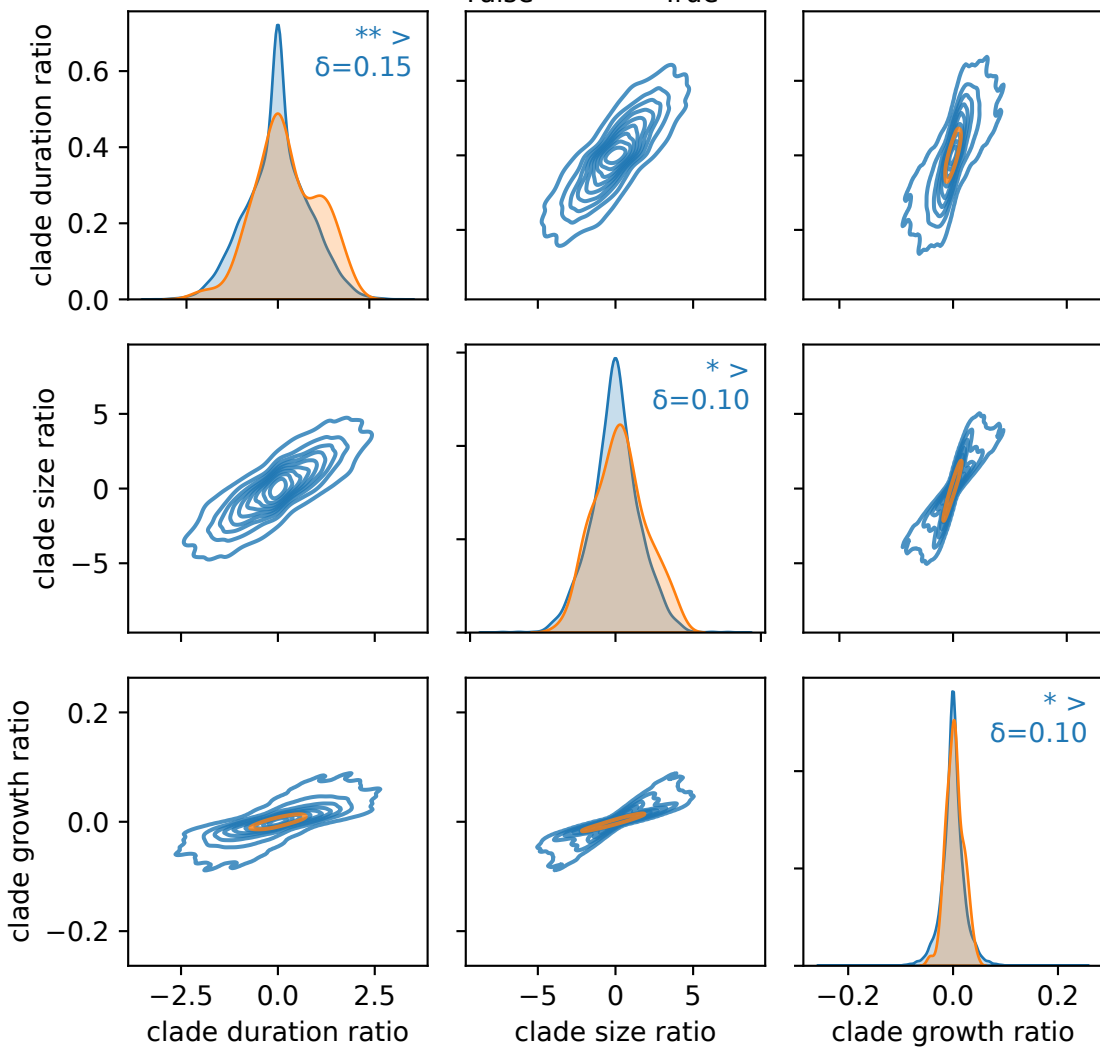 raise True
clade duration ratio
0.6
0.4
0.2
0.0
** >
δ=0.15
clade size ratio
5
0
−5
* >
δ=0.10
clade growth ratio
0.2
0.0
−0.2
* >
δ=0.10
−2.5 0.0 2.5
−5 0 5
−0.2 0.0 0.2
clade duration ratio
clade size ratio
clade growth ratio